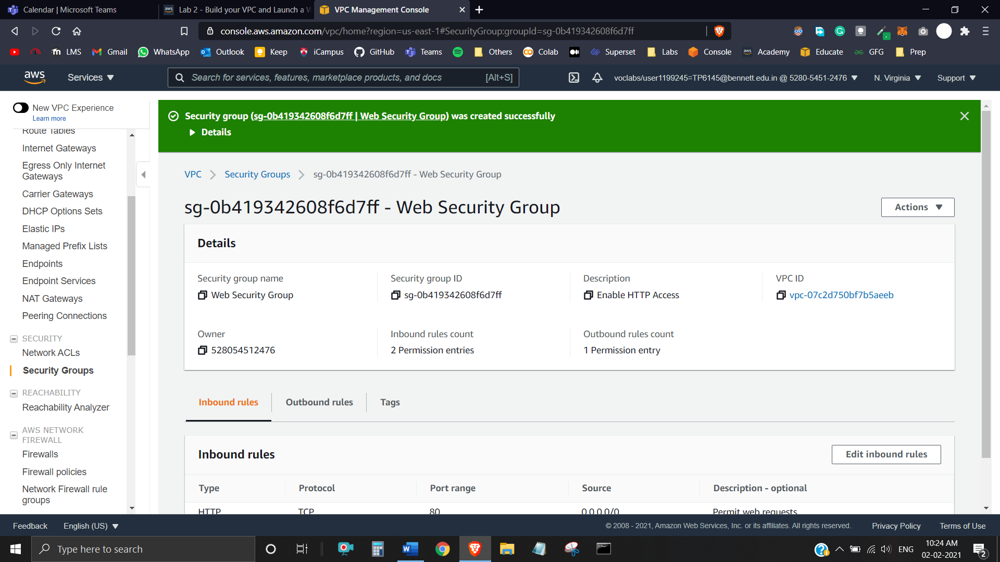 Calendar | Microsoft Teams
aws Lab 2 - Build your VPC and Launch a W
VPC Management Console
console.aws.amazon.com/vpc/home?region=us-east-1#SecurityGroup:groupId=sg-0b419342608f6d7ff
LMS Gmail WhatsApp Outlook Keep iCampus GitHub Teams Others Colab Superset Labs Console aws Academy Educate GFG Prep
aws Services Search for services, features, marketplace products, and docs [Alt+S] voclabs/user1199245=TP6145@bennett.edu.in @ 5280-5451-2476 N. Virginia Support
New VPC Experience
Learn more
Route Tables
Internet Gateways
Egress Only Internet
Gateways
Carrier Gateways
DHCP Options Sets
Elastic IPs
Managed Prefix Lists
Endpoints
Endpoint Services
NAT Gateways
Peering Connections
SECURITY
Network ACLs
Security Groups
REACHABILITY
Reachability Analyzer
AWS NETWORK
FIREWALL
Firewalls
Firewall policies
Network Firewall rule
groups
Security group (sg-0b419342608f6d7ff | Web Security Group) was created successfully
Details
VPC Security Groups sg-0b419342608f6d7ff - Web Security Group
sg-0b419342608f6d7ff - Web Security Group
Actions
Details
Security group name Security group ID Description VPC ID
Web Security Group sg-0b419342608f6d7ff Enable HTTP Access vpc-07c2d750bf7b5aeeb
Owner Inbound rules count Outbound rules count
528054512476 2 Permission entries 1 Permission entry
Inbound rules Outbound rules Tags
Inbound rules
Edit inbound rules
Type Protocol Port range Source Description - optional
HTTP TCP 80 0.0.0.0/0 Permit web requests
Feedback English (US) © 2008 - 2021, Amazon Web Services, Inc. or its affiliates. All rights reserved. Privacy Policy Terms of Use
Type here to search
ENG
10:24 AM
02-02-2021
2